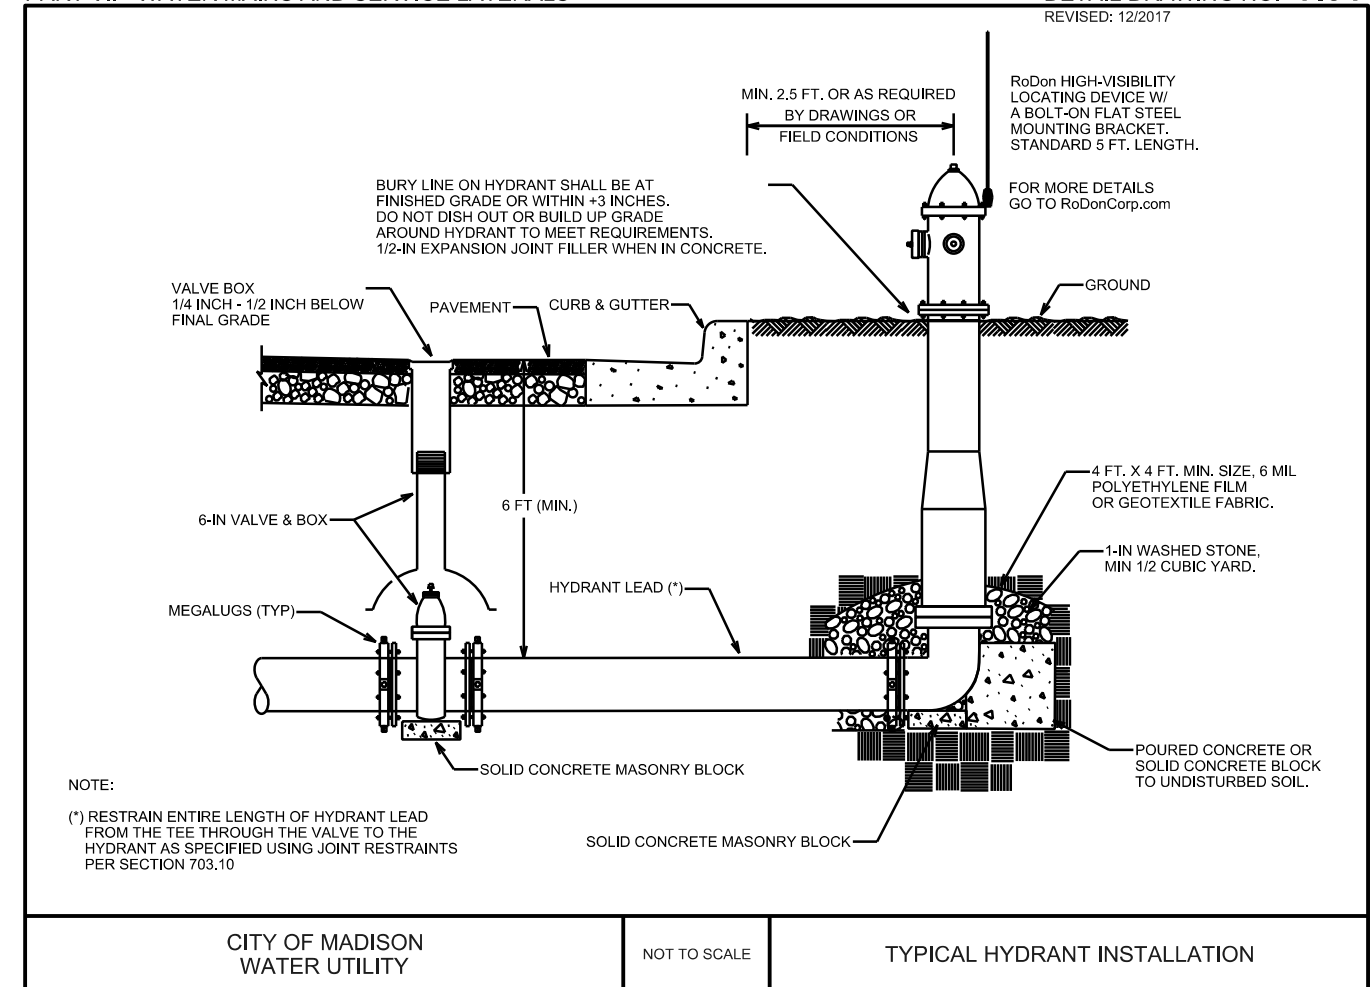 REVISED: 12/2017
MIN. 2.5 FT. OR AS REQUIRED
BY DRAWINGS OR
FIELD CONDITIONS
RoDon HIGH-VISIBILITY
LOCATING DEVICE W/
A BOLT-ON FLAT STEEL
MOUNTING BRACKET.
STANDARD 5 FT. LENGTH.
FOR MORE DETAILS
GO TO RoDonCorp.com
BURY LINE ON HYDRANT SHALL BE AT
FINISHED GRADE OR WITHIN +3 INCHES.
DO NOT DISH OUT OR BUILD UP GRADE
AROUND HYDRANT TO MEET REQUIREMENTS.
1/2-IN EXPANSION JOINT FILLER WHEN IN CONCRETE.
VALVE BOX
1/4 INCH - 1/2 INCH BELOW
FINAL GRADE
PAVEMENT
CURB & GUTTER
GROUND
6-IN VALVE & BOX
6 FT (MIN.)
4 FT. X 4 FT. MIN. SIZE, 6 MIL
POLYETHYLENE FILM
OR GEOTEXTILE FABRIC.
1-IN WASHED STONE,
MIN 1/2 CUBIC YARD.
HYDRANT LEAD (*)
MEGALUGS (TYP)
SOLID CONCRETE MASONRY BLOCK
POURED CONCRETE OR
SOLID CONCRETE BLOCK
TO UNDISTURBED SOIL.
NOTE:
(*) RESTRAIN ENTIRE LENGTH OF HYDRANT LEAD
FROM THE TEE THROUGH THE VALVE TO THE
HYDRANT AS SPECIFIED USING JOINT RESTRAINTS
PER SECTION 703.10
SOLID CONCRETE MASONRY BLOCK
CITY OF MADISON
WATER UTILITY
NOT TO SCALE
TYPICAL HYDRANT INSTALLATION